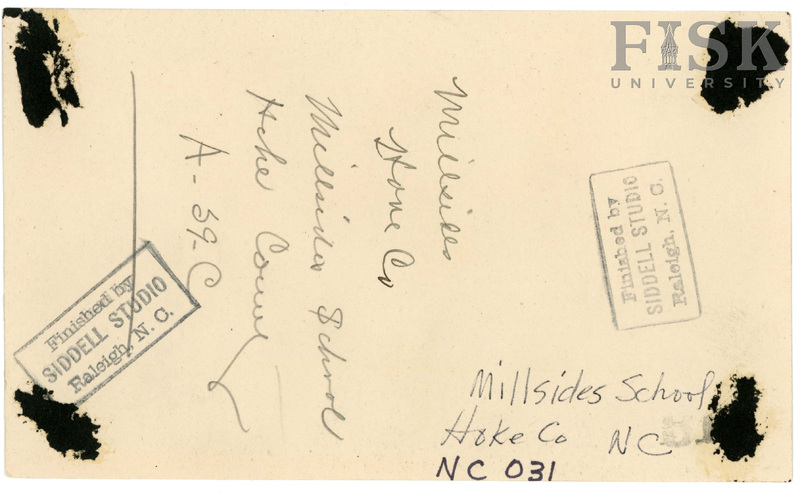 FISK
UNIVERSITY
Millsides
Hoke Co
Millsides School
Hoke County
A-39-C
Finished by
SIDDELL STUDIO
Raleigh, N. C.
Finished by
SIDDELL STUDIO
Raleigh, N. C.
Millsides School
Hoke Co NC
NC 031